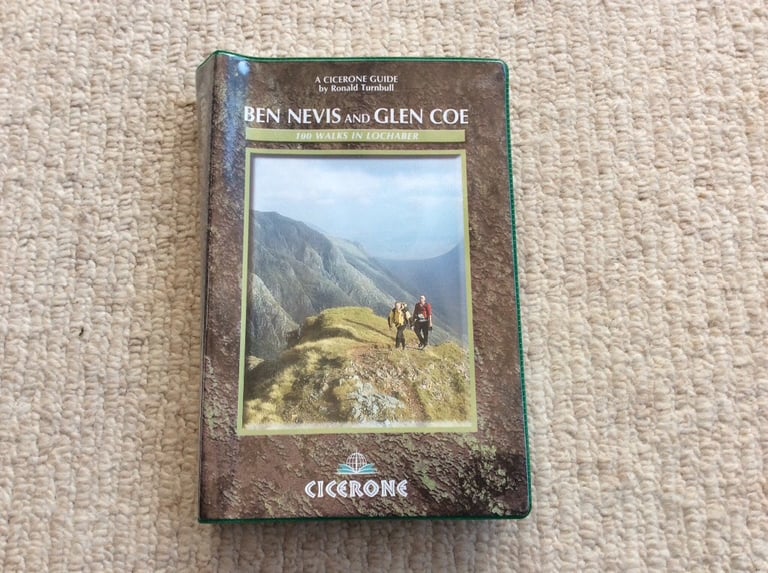 A CICERONE GUIDE
by Ronald Turnbull
BEN NEVIS AND GLEN COE
100 WALKS IN LOCHABER
CICERONE